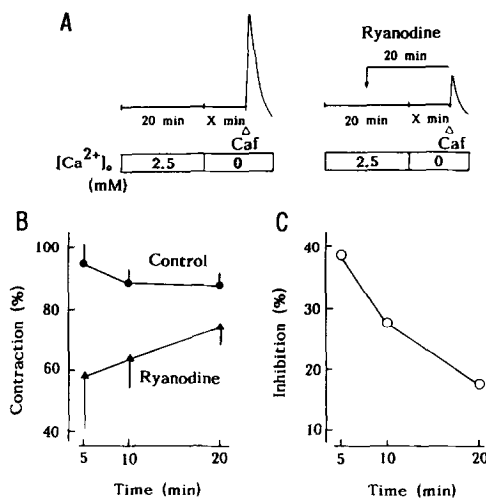 A
Ryanodine
20 min
20 min X min
Caf
20 min X min
Caf
[Ca2+]o
(mM)
2.5 0
2.5 0
B
100
80
60
40
Contraction (%)
Control
Ryanodine
5 10 20
Time (min)
C
40
30
20
10
Inhibition (%)
5 10 20
Time (min)